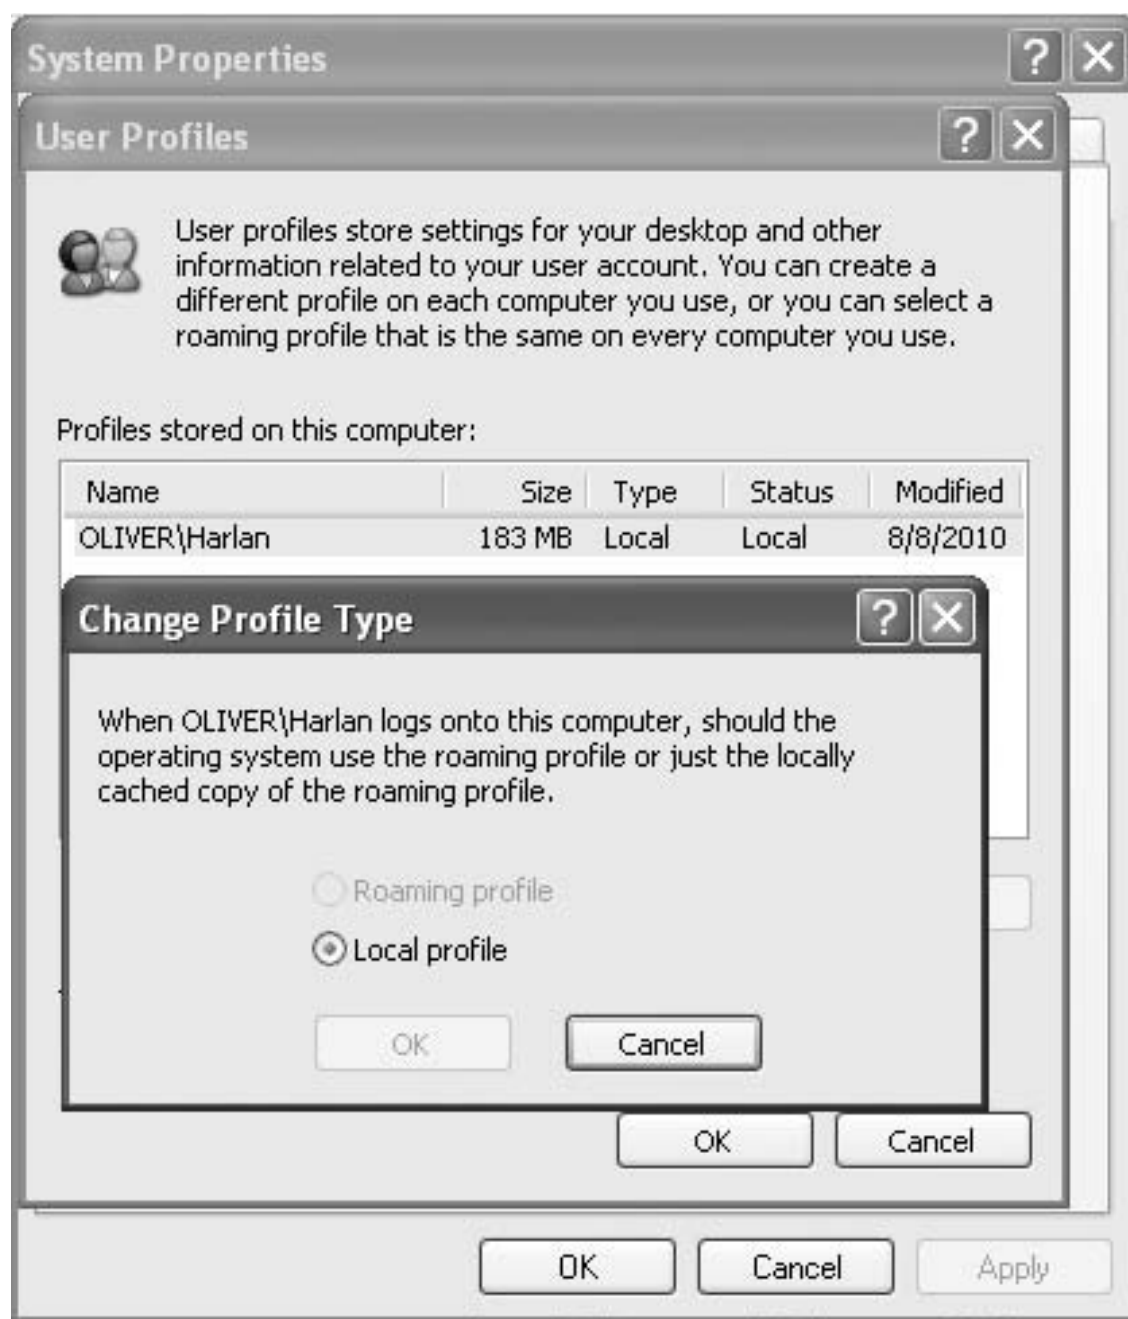 System Properties
User Profiles
User profiles store settings for your desktop and other
information related to your user account. You can create a
different profile on each computer you use, or you can select a
roaming profile that is the same on every computer you use.
Profiles stored on this computer:
Name Size Type Status Modified
OLIVER\Harlan 183 MB Local Local 8/8/2010
Change Profile Type
When OLIVER\Harlan logs onto this computer, should the
operating system use the roaming profile or just the locally
cached copy of the roaming profile.
Roaming profile
Local profile
OK Cancel
OK Cancel
OK Cancel Apply